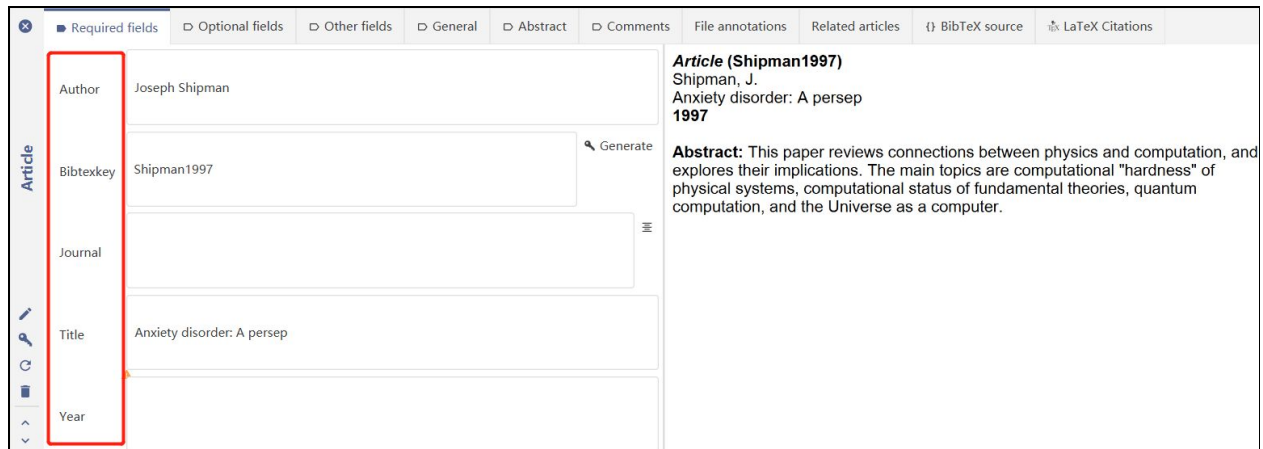 Required fields
Optional fields
Other fields
General
Abstract
Comments
File annotations
Related articles
{} BibTeX source
TEX LaTeX Citations
Article
Author
Joseph Shipman
Bibtexkey
Shipman1997
Generate
Journal
Title
Anxiety disorder: A persep
Year
Article (Shipman1997)
Shipman, J.
Anxiety disorder: A persep
1997
Abstract: This paper reviews connections between physics and computation, and
explores their implications. The main topics are computational "hardness" of
physical systems, computational status of fundamental theories, quantum
computation, and the Universe as a computer.